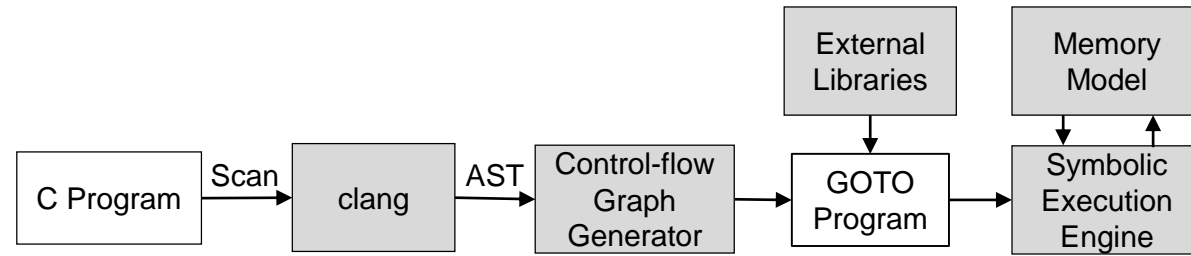 External
Libraries
Memory
Model
C Program
Scan
clang
AST
Control-flow
Graph
Generator
GOTO
Program
Symbolic
Execution
Engine